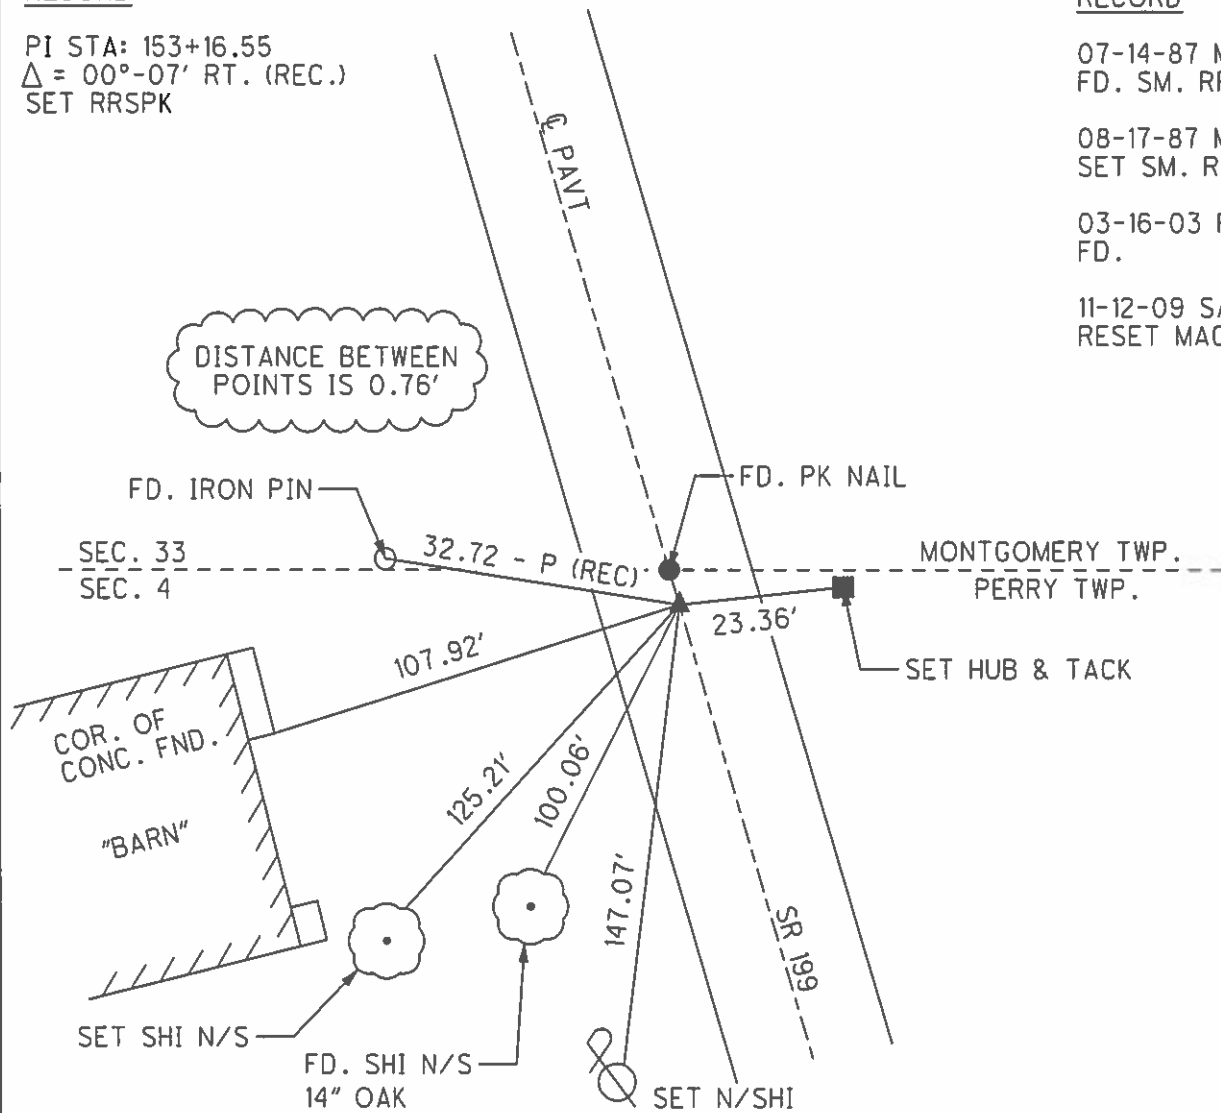 RECORD
PI STA: 153+16.55
Δ = 00°-07' RT. (REC.)
SET RRSPK
RECORD
07-14-87
FD. SM.
08-17-87
SET SM.
03-16-03
FD.
11-12-09
RESET
℄ PAVT
DISTANCE BETWEEN
POINTS IS 0.76'
FD. IRON PIN
FD. PK NAIL
SEC. 33
SEC. 4
32.72 - P (REC)
MONTGOMERY TWP.
PERRY TWP.
23.36'
SET HUB & TACK
107.92'
COR. OF
CONC. FND.
"BARN"
125.21'
100.06'
147.07'
SR 199
SET SHI N/S
FD. SHI N/S
14" OAK
SET N/SHI